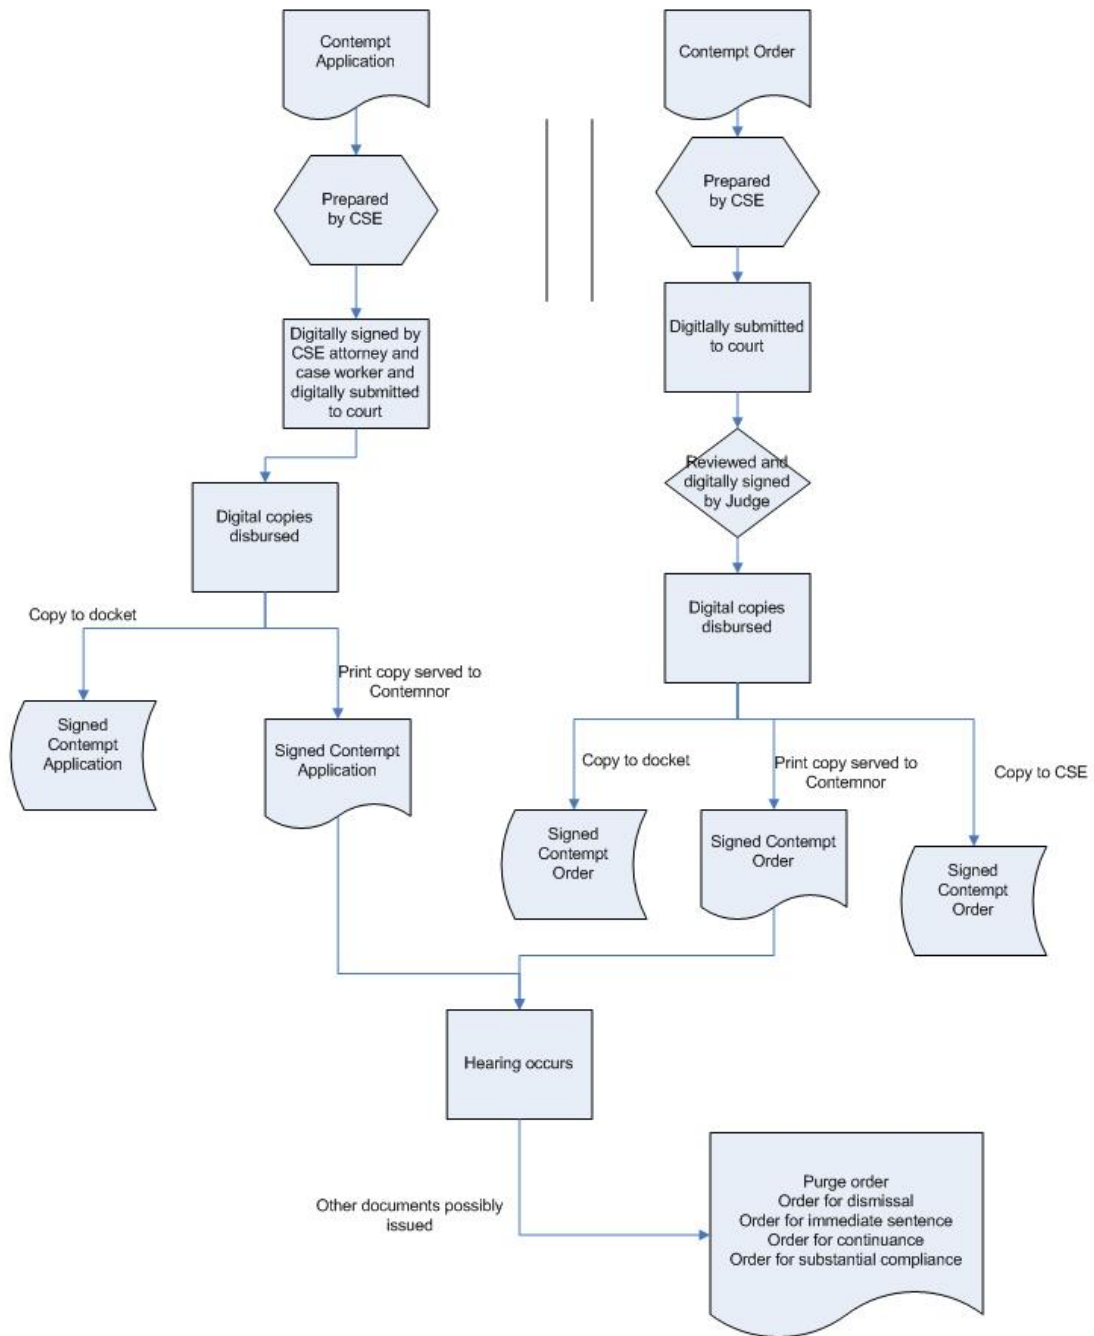 Contempt
Application
Contempt Order
Prepared
by CSE
Prepared
by CSE
Digitally signed by
CSE attorney and
case worker and
digitally submitted
to court
Digitlally submitted
to court
Reviewed and
digitally signed
by Judge
Digital copies
disbursed
Digital copies
disbursed
Copy to docket
Print copy served to
Contemnor
Signed
Contempt
Application
Signed Contempt
Application
Copy to docket
Print copy served to
Contemnor
Copy to CSE
Signed
Contempt
Order
Signed Contempt
Order
Signed
Contempt
Order
Hearing occurs
Other documents possibly
issued
Purge order
Order for dismissal
Order for immediate sentence
Order for continuance
Order for substantial compliance